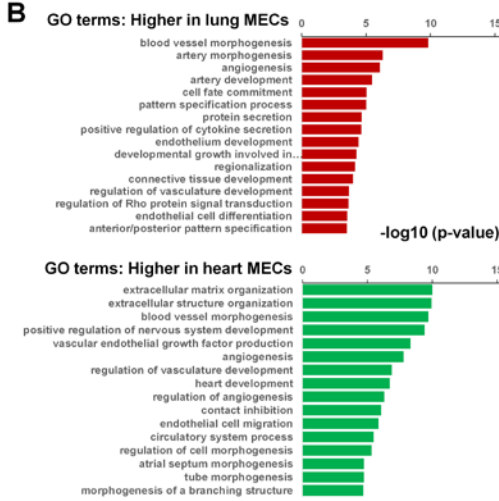 B
GO terms: Higher in lung MECs
0 5 10 15
blood vessel morphogenesis
artery morphogenesis
angiogenesis
artery development
cell fate commitment
pattern specification process
protein secretion
positive regulation of cytokine secretion
endothelium development
developmental growth involved in...
regionalization
connective tissue development
regulation of vasculature development
regulation of Rho protein signal transduction
endothelial cell differentiation
anterior/posterior pattern specification
-log10 (p-value)
GO terms: Higher in heart MECs
0 5 10 15
extracellular matrix organization
extracellular structure organization
blood vessel morphogenesis
positive regulation of nervous system development
vascular endothelial growth factor production
angiogenesis
regulation of vasculature development
heart development
regulation of angiogenesis
contact inhibition
endothelial cell migration
circulatory system process
regulation of cell morphogenesis
atrial septum morphogenesis
tube morphogenesis
morphogenesis of a branching structure